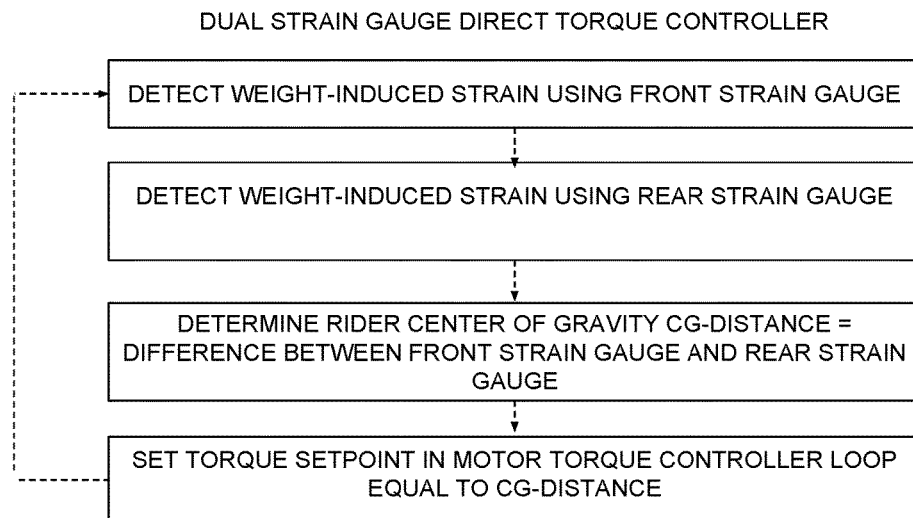 DUAL STRAIN GAUGE DIRECT TORQUE CONTROLLER
DETECT WEIGHT-INDUCED STRAIN USING FRONT STRAIN GAUGE
DETECT WEIGHT-INDUCED STRAIN USING REAR STRAIN GAUGE
DETERMINE RIDER CENTER OF GRAVITY CG-DISTANCE =
DIFFERENCE BETWEEN FRONT STRAIN GAUGE AND REAR STRAIN
GAUGE
SET TORQUE SETPOINT IN MOTOR TORQUE CONTROLLER LOOP
EQUAL TO CG-DISTANCE